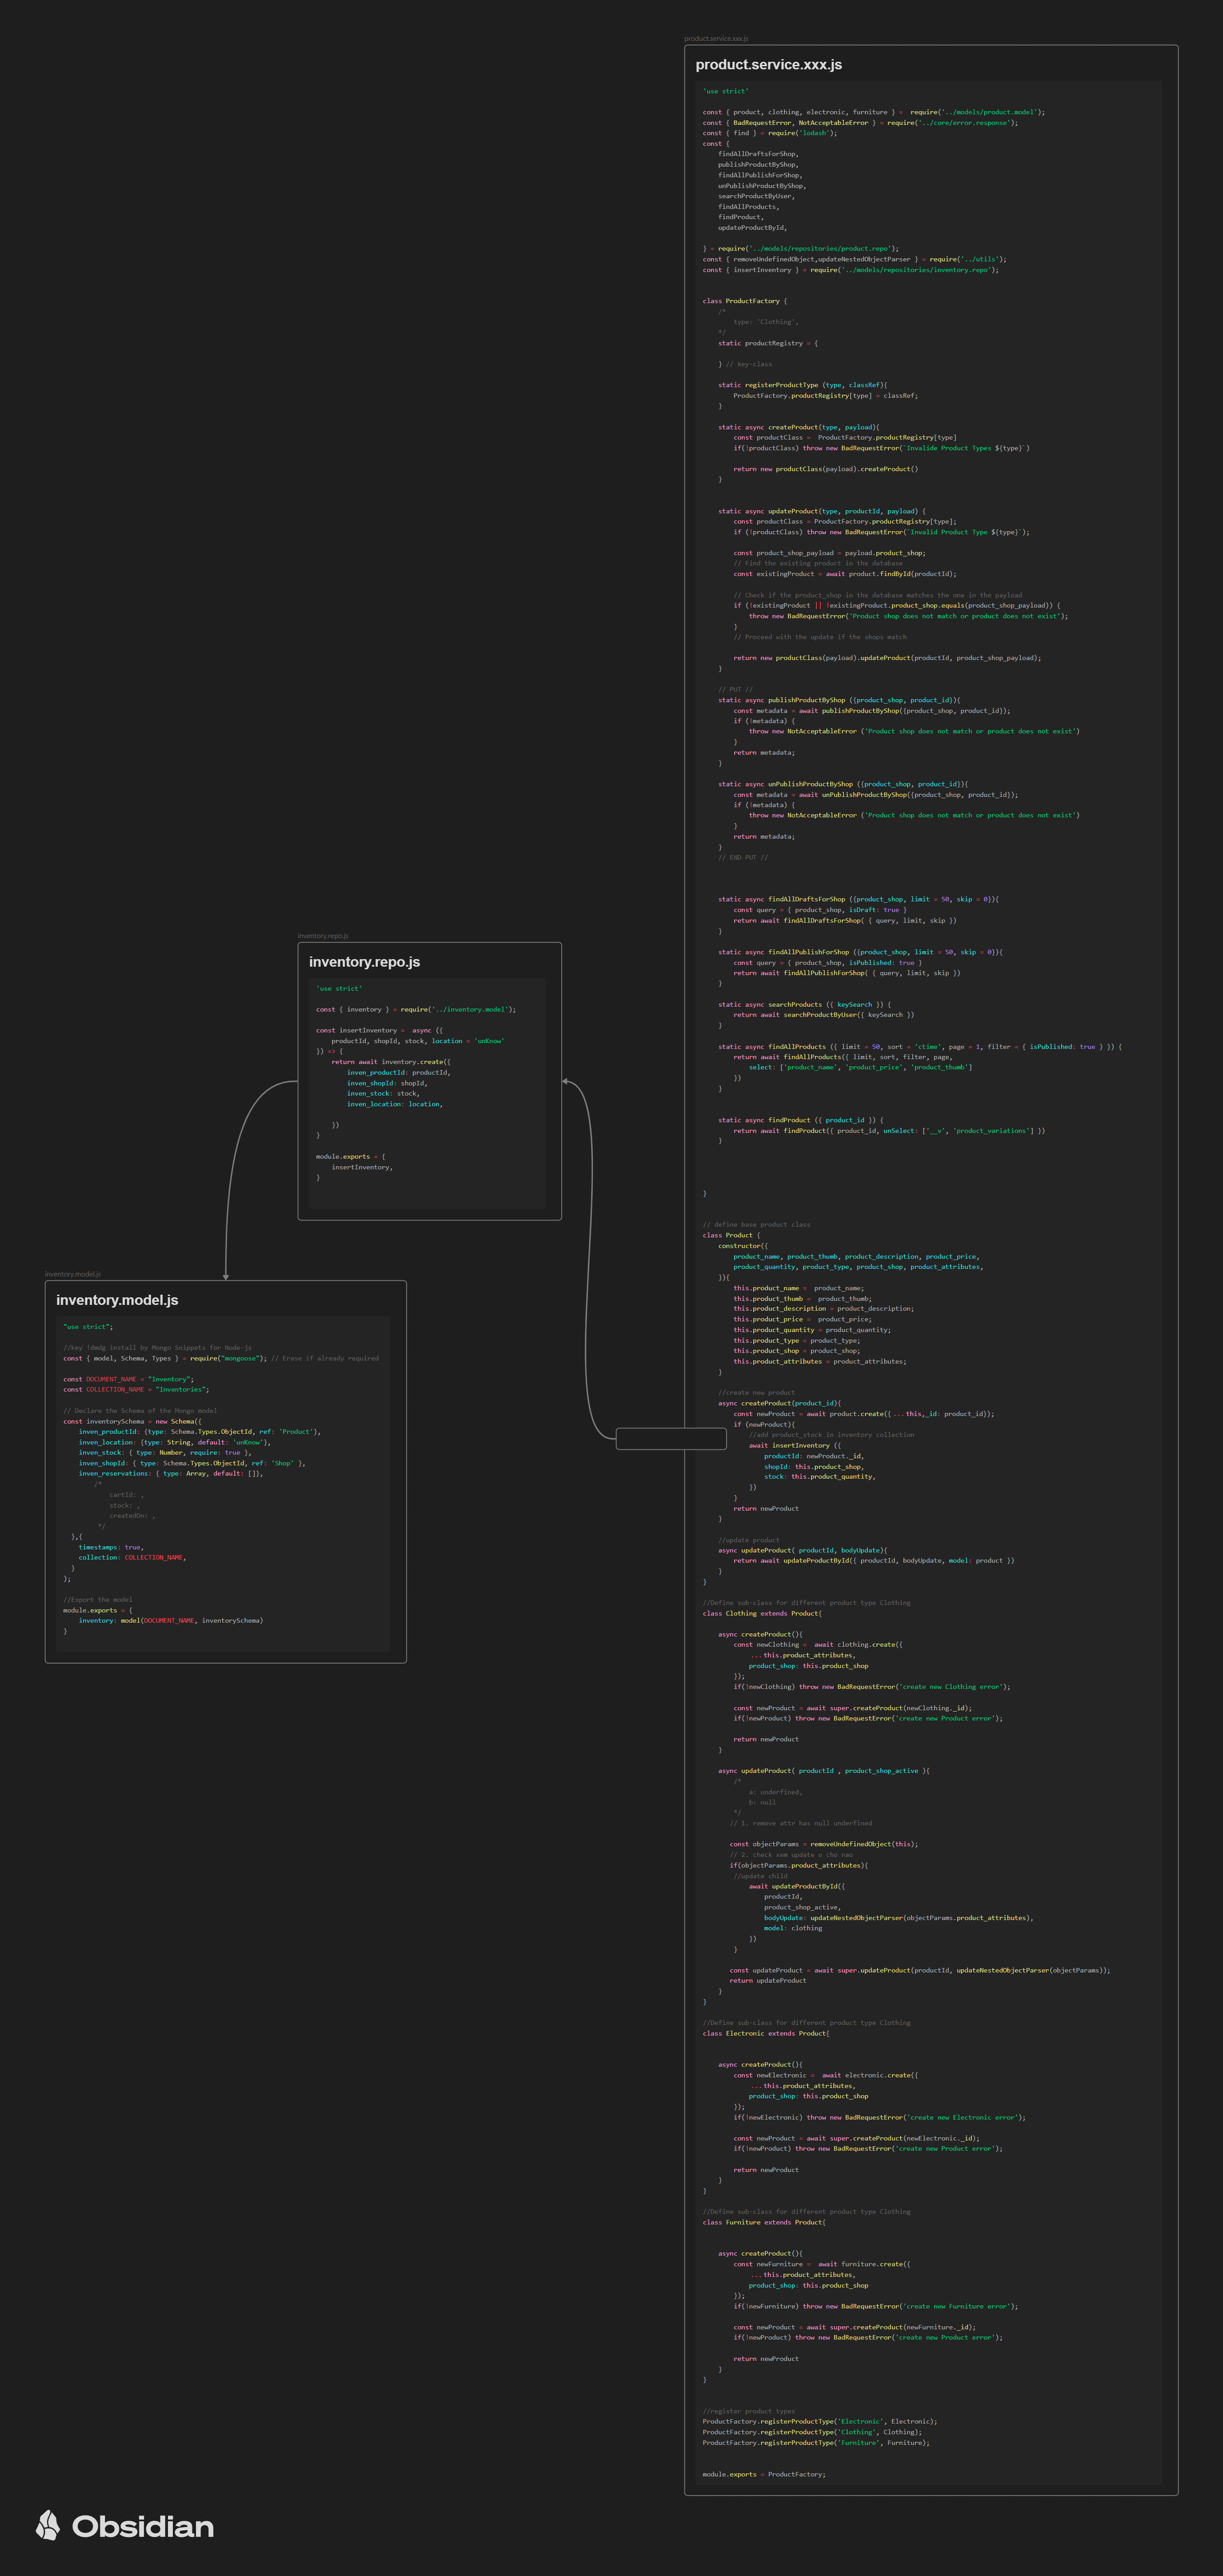 product.service.xxx.js
product.service.xxx.js
'use strict'
const { product, clothing, electronic, furniture } =  require('../models/product.model');
const { BadRequestError, NotAcceptableError } = require('../core/error.response');
const { find } = require('lodash');
const {
    findAllDraftsForShop,
    publishProductByShop,
    findAllPublishForShop,
    unPublishProductByShop,
    searchProductByUser,
    findAllProducts,
    findProduct,
    updateProductById,
} = require('../models/repositories/product.repo');
const { removeUndefinedObject,updateNestedObjectParser } = require('../utils');
const { insertInventory } = require('../models/repositories/inventory.repo');
class ProductFactory {
    /*
        type: 'Clothing',
    */
    static productRegistry = {
    } // key-class
    static registerProductType (type, classRef){
        ProductFactory.productRegistry[type] = classRef;
    }
    static async createProduct(type, payload){
        const productClass =  ProductFactory.productRegistry[type]
        if(!productClass) throw new BadRequestError(`Invalide Product Types ${type}`)
        return new productClass(payload).createProduct()
    }
    static async updateProduct(type, productId, payload) {
        const productClass = ProductFactory.productRegistry[type];
        if (!productClass) throw new BadRequestError(`Invalid Product Type ${type}`);
        const product_shop_payload = payload.product_shop;
        // Find the existing product in the database
        const existingProduct = await product.findById(productId);
        // Check if the product_shop in the database matches the one in the payload
        if (!existingProduct || !existingProduct.product_shop.equals(product_shop_payload)) {
            throw new BadRequestError('Product shop does not match or product does not exist');
        }
        // Proceed with the update if the shops match
        return new productClass(payload).updateProduct(productId, product_shop_payload);
    }
    // PUT //
    static async publishProductByShop ({product_shop, product_id}){
        const metadata = await publishProductByShop({product_shop, product_id});
        if (!metadata) {
            throw new NotAcceptableError ('Product shop does not match or product does not exist')
        }
        return metadata;
    }
    static async unPublishProductByShop ({product_shop, product_id}){
        const metadata = await unPublishProductByShop({product_shop, product_id});
        if (!metadata) {
            throw new NotAcceptableError ('Product shop does not match or product does not exist')
        }
        return metadata;
    }
    // END PUT //
    static async findAllDraftsForShop ({product_shop, limit = 50, skip = 0}){
        const query = { product_shop, isDraft: true }
        return await findAllDraftsForShop( { query, limit, skip })
    }
    static async findAllPublishForShop ({product_shop, limit = 50, skip = 0}){
        const query = { product_shop, isPublished: true }
        return await findAllPublishForShop( { query, limit, skip })
    }
    static async searchProducts ({ keySearch }) {
        return await searchProductByUser({ keySearch })
    }
    static async findAllProducts ({ limit = 50, sort = 'ctime', page = 1, filter = { isPublished: true } }) {
        return await findAllProducts({ limit, sort, filter, page,
            select: ['product_name', 'product_price', 'product_thumb']
        })
    }
    static async findProduct ({ product_id }) {
        return await findProduct({ product_id, unSelect: ['__v', 'product_variations'] })
    }
}
// define base product class
class Product {
    constructor({
        product_name, product_thumb, product_description, product_price,
        product_quantity, product_type, product_shop, product_attributes,
    }){
        this.product_name =  product_name;
        this.product_thumb =  product_thumb;
        this.product_description = product_description;
        this.product_price =  product_price;
        this.product_quantity = product_quantity;
        this.product_type = product_type;
        this.product_shop = product_shop;
        this.product_attributes = product_attributes;
    }
    //create new product
    async createProduct(product_id){
        const newProduct = await product.create({...this,_id: product_id});
        if (newProduct){
            //add product_stock in inventory collection
            await insertInventory ({
                productId: newProduct._id,
                shopId: this.product_shop,
                stock: this.product_quantity,
            })
        }
        return newProduct
    }
    //update product
    async updateProduct( productId, bodyUpdate){
        return await updateProductById({ productId, bodyUpdate, model: product })
    }
}
//Define sub-class for different product type Clothing
class Clothing extends Product{
    async createProduct(){
        const newClothing =  await clothing.create({
            ...this.product_attributes,
            product_shop: this.product_shop
        });
        if(!newClothing) throw new BadRequestError('create new Clothing error');
        const newProduct = await super.createProduct(newClothing._id);
        if(!newProduct) throw new BadRequestError('create new Product error');
        return newProduct
    }
    async updateProduct( productId , product_shop_active ){
        /*
            a: underfined,
            b: null
        */
       // 1. remove attr has null underfined
       const objectParams = removeUndefinedObject(this);
       // 2. check xem update o cho nao
       if(objectParams.product_attributes){
        //update child
            await updateProductById({
                productId,
                product_shop_active,
                bodyUpdate: updateNestedObjectParser(objectParams.product_attributes),
                model: clothing
            })
        }
       const updateProduct = await super.updateProduct(productId, updateNestedObjectParser(objectParams));
       return updateProduct
    }
}
//Define sub-class for different product type Clothing
class Electronic extends Product{
    async createProduct(){
        const newElectronic =  await electronic.create({
            ...this.product_attributes,
            product_shop: this.product_shop
        });
        if(!newElectronic) throw new BadRequestError('create new Electronic error');
        const newProduct = await super.createProduct(newElectronic._id);
        if(!newProduct) throw new BadRequestError('create new Product error');
        return newProduct
    }
}
//Define sub-class for different product type Clothing
class Furniture extends Product{
    async createProduct(){
        const newFurniture =  await furniture.create({
            ...this.product_attributes,
            product_shop: this.product_shop
        });
        if(!newFurniture) throw new BadRequestError('create new Furniture error');
        const newProduct = await super.createProduct(newFurniture._id);
        if(!newProduct) throw new BadRequestError('create new Product error');
        return newProduct
    }
}
//register product types
ProductFactory.registerProductType('Electronic', Electronic);
ProductFactory.registerProductType('Clothing', Clothing);
ProductFactory.registerProductType('Furniture', Furniture);
module.exports = ProductFactory;
inventory.repo.js
inventory.repo.js
'use strict'
const { inventory } = require('../inventory.model');
const insertInventory =  async ({
    productId, shopId, stock, location = 'unKnow'
}) => {
    return await inventory.create({
        inven_productId: productId,
        inven_shopId: shopId,
        inven_stock: stock,
        inven_location: location,
    })
}
module.exports = {
    insertInventory,
}
inventory.model.js
inventory.model.js
"use strict";
//key !dmdg install by Mongo Snippets for Node-js
const { model, Schema, Types } = require("mongoose"); // Erase if already required
const DOCUMENT_NAME = "Inventory";
const COLLECTION_NAME = "Inventories";
// Declare the Schema of the Mongo model
const inventorySchema = new Schema({
    inven_productId: {type: Schema.Types.ObjectId, ref: 'Product'},
    inven_location: {type: String, default: 'unKnow'},
    inven_stock: { type: Number, require: true },
    inven_shopId: { type: Schema.Types.ObjectId, ref: 'Shop' },
    inven_reservations: { type: Array, default: []},
        /*
            cartId: ,
            stock: ,
            createdOn: ,
         */
  },{
    timestamps: true,
    collection: COLLECTION_NAME,
  }
);
//Export the model
module.exports = {
    inventory: model(DOCUMENT_NAME, inventorySchema)
}
Obsidian